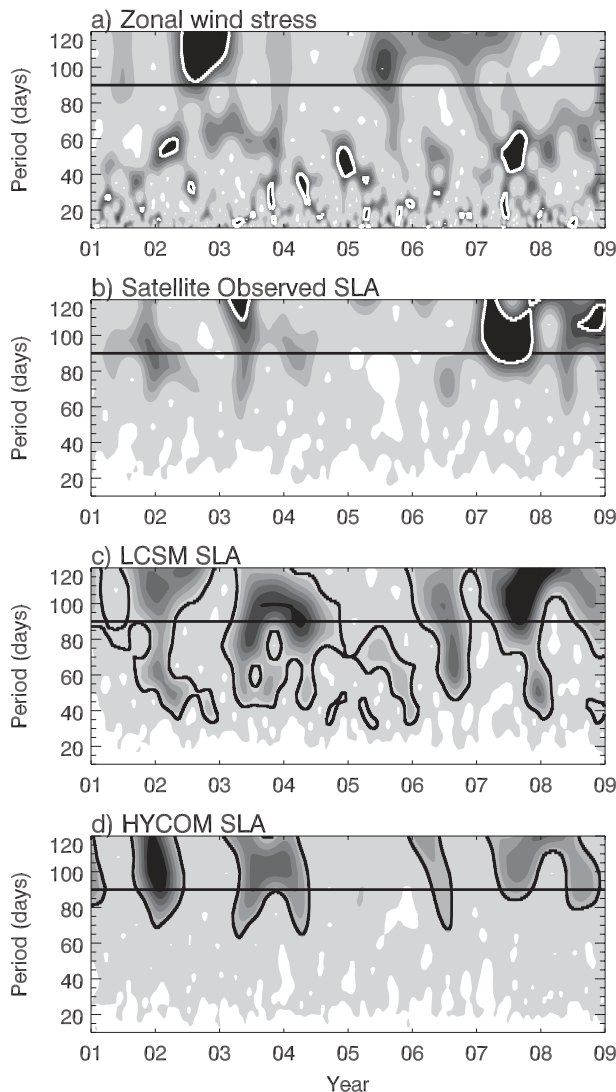 a) Zonal wind stress
Period (days)
120
100
80
60
40
20
01 02 03 04 05 06 07 08 09
b) Satellite Observed SLA
Period (days)
120
100
80
60
40
20
01 02 03 04 05 06 07 08 09
c) LCSM SLA
Period (days)
120
100
80
60
40
20
01 02 03 04 05 06 07 08 09
d) HYCOM SLA
Period (days)
120
100
80
60
40
20
01 02 03 04 05 06 07 08 09
Year